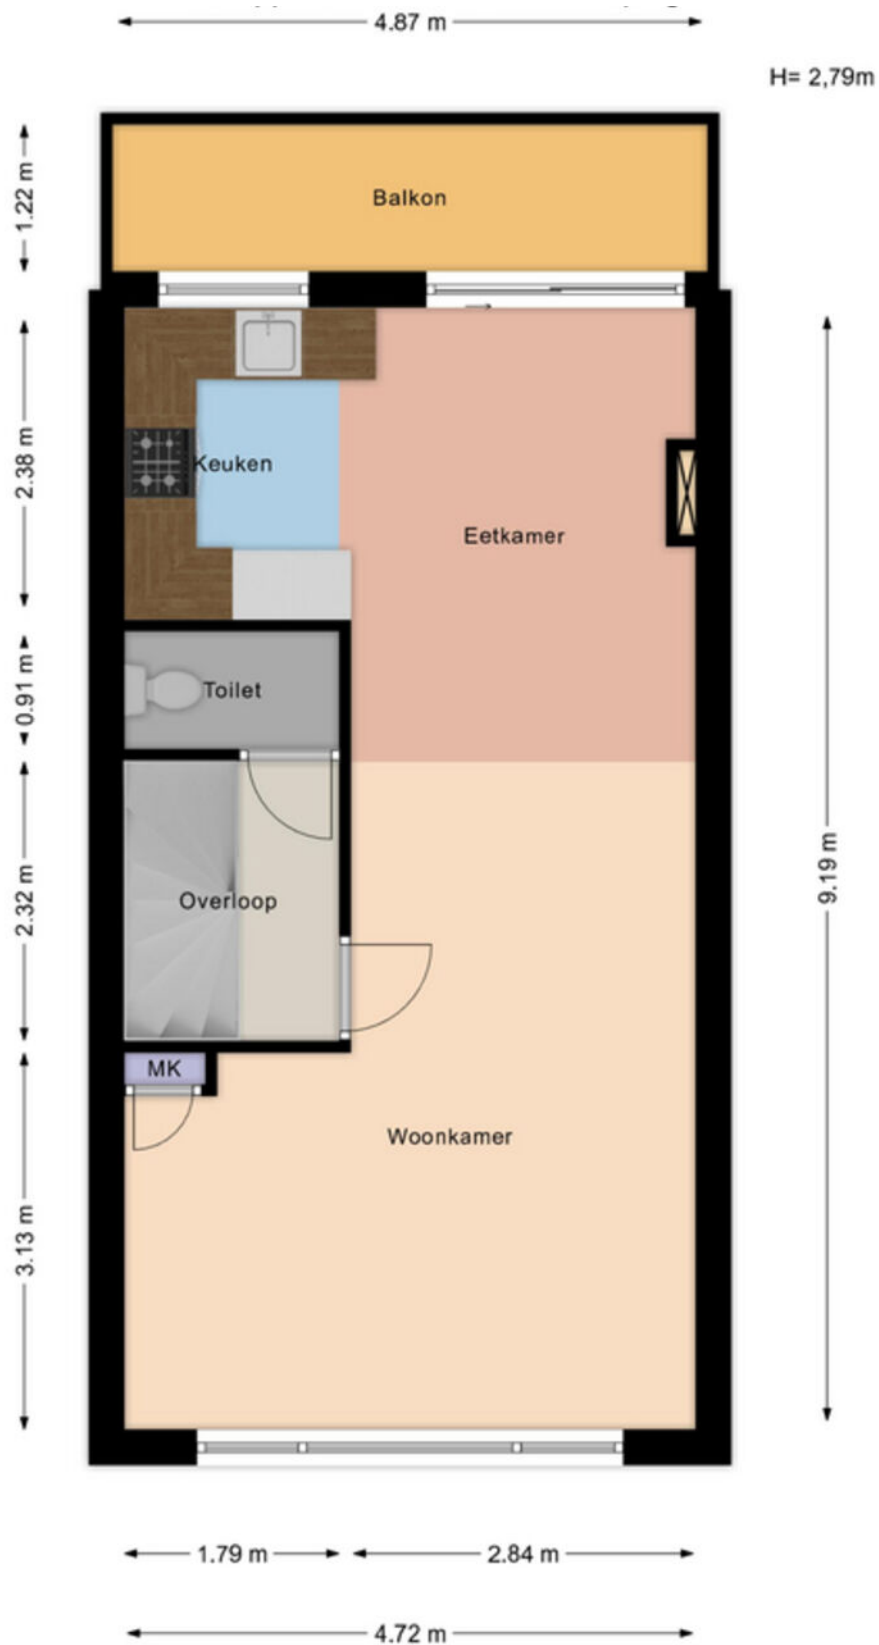 4.87 m
H= 2,79m
1.22 m
Balkon
2.38 m
Keuken
Eetkamer
0.91 m
Toilet
2.32 m
Overloop
9.19 m
MK
3.13 m
Woonkamer
1.79 m
2.84 m
4.72 m